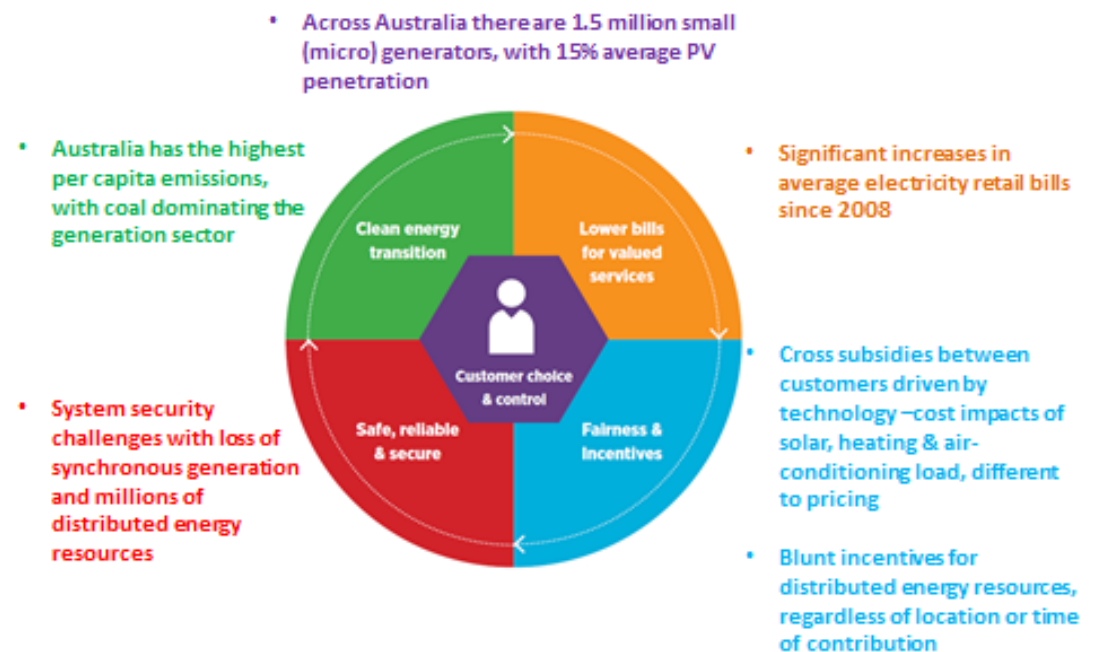 • Across Australia there are 1.5 million small
(micro) generators, with 15% average PV
penetration
• Australia has the highest
per capita emissions,
with coal dominating the
generation sector
• Significant increases in
average electricity retail bills
since 2008
Clean energy
transition
Lower bills
for valued
services
Customer choice
& control
• Cross subsidies between
customers driven by
technology –cost impacts of
solar, heating & air-
conditioning load, different
to pricing
• System security
challenges with loss of
synchronous generation
and millions of
distributed energy
resources
Safe, reliable
& secure
Fairness &
Incentives
• Blunt incentives for
distributed energy resources,
regardless of location or time
of contribution